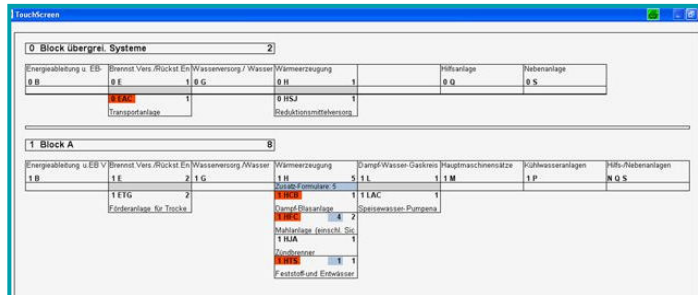 TouchScreen
0 Block übergrei. Systeme 2
Energieableitung u. EB- Brennst.Vers./Rückst.En Wasserversorg./ Wasser Wärmeerzeugung Hilfsanlage Nebenanlage
0 B 0 E 1 0 G 0 H 1 0 Q 0 S
0 EAC 1 0 HSJ 1
Transportanlage Reduktionsmittelversorg.
1 Block A 8
Energieableitung u.EB V Brennst.Vers./Rückst.En Wasserversorg./Wasser Wärmeerzeugung Dampf-Wasser-Gaskreis Hauptmaschinensätze Kühlwasseranlagen Hilfs-/Nebenanlagen
1 B 1 E 2 1 G 1 H 5 1 L 1 1 M 1 P N Q S
Zusatz-Formulare: 5
1 ETG 2 1 HCB 1 1 LAC 1
Förderanlage für Trocke Dampf-Blasanlage Speisewasser-Pumpena
1 HFC 4 2
Mahlanlage (einschl. Sic
1 HJA 1
Zündbrenner
1 HTS 1 1
Feststoff-und Entwässer